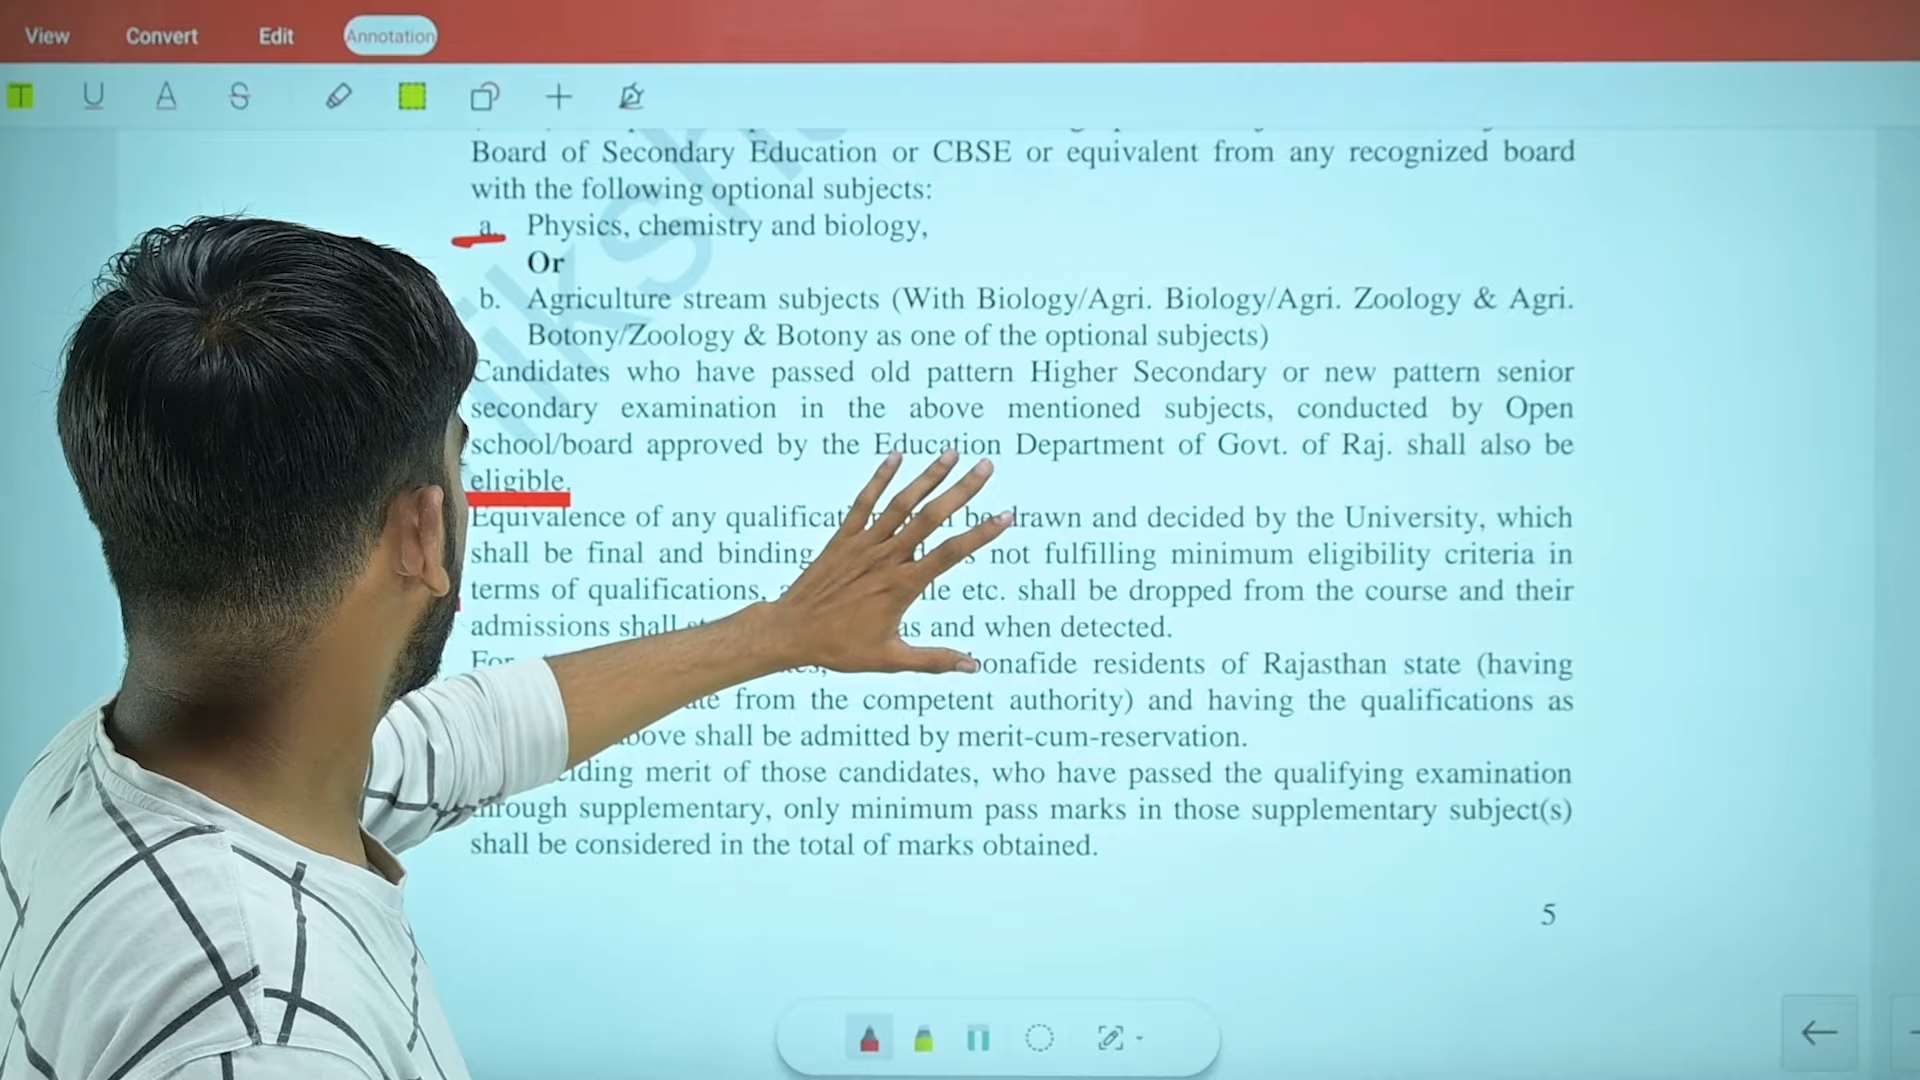 View Convert Edit Annotation
Board of Secondary Education or CBSE or equivalent from any recognized board
with the following optional subjects:
a. Physics, chemistry and biology,
Or
b. Agriculture stream subjects (With Biology/Agri. Biology/Agri. Zoology & Agri.
Botony/Zoology & Botony as one of the optional subjects)
Candidates who have passed old pattern Higher Secondary or new pattern senior
secondary examination in the above mentioned subjects, conducted by Open
school/board approved by the Education Department of Govt. of Raj. shall also be
eligible.
Equivalence of any qualification be drawn and decided by the University, which
shall be final and binding not fulfilling minimum eligibility criteria in
terms of qualifications, etc. shall be dropped from the course and their
admissions shall as and when detected.
For bonafide residents of Rajasthan state (having
from the competent authority) and having the qualifications as
above shall be admitted by merit-cum-reservation.
merit of those candidates, who have passed the qualifying examination
through supplementary, only minimum pass marks in those supplementary subject(s)
shall be considered in the total of marks obtained.
5